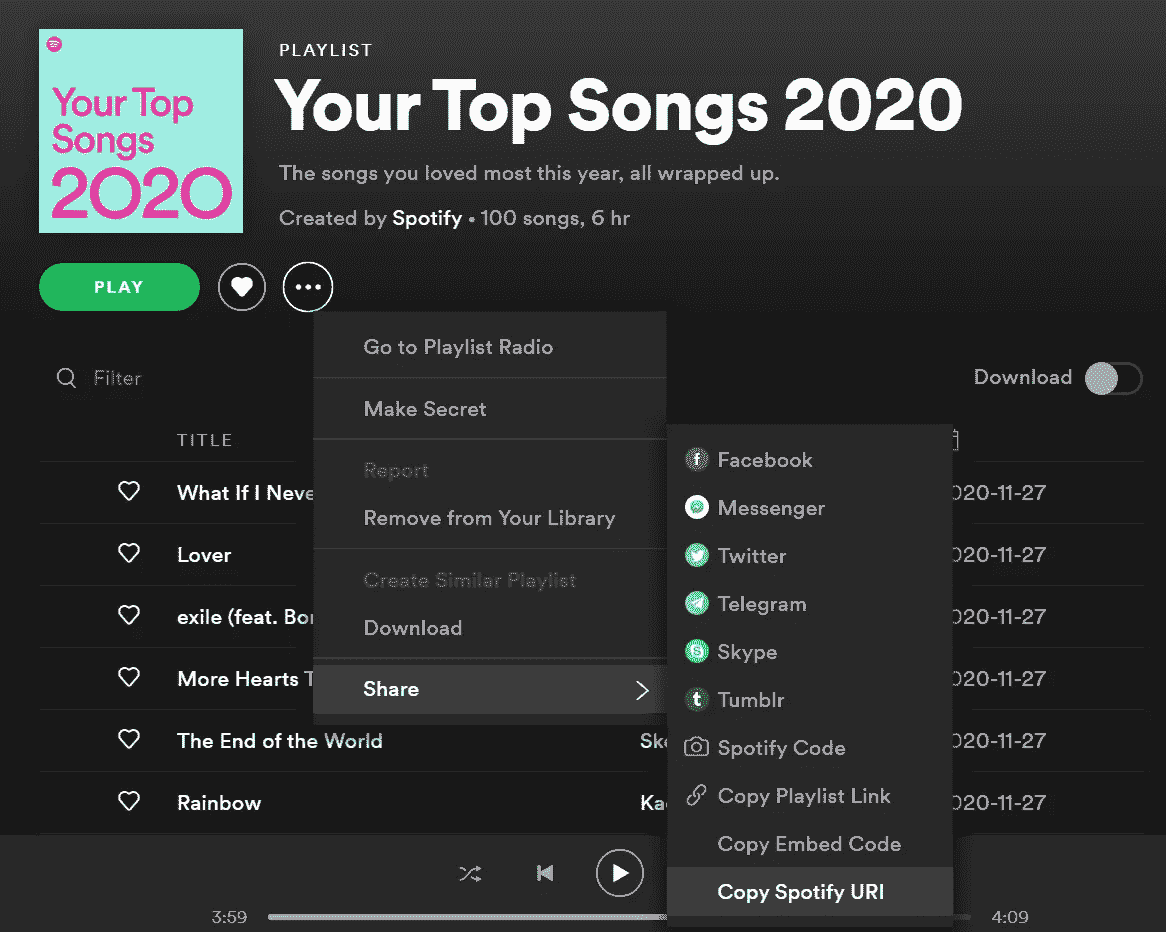 Your Top
Songs
2020
PLAYLIST
Your Top Songs 2020
The songs you loved most this year, all wrapped up.
Created by Spotify • 100 songs, 6 hr
PLAY
Go to Playlist Radio
Make Secret
Report
Remove from Your Library
Create Similar Playlist
Download
Share
Facebook
Messenger
Twitter
Telegram
Skype
Tumblr
Spotify Code
Copy Playlist Link
Copy Embed Code
Copy Spotify URI
Filter
Download
TITLE
What If I Neve
020-11-27
Lover
020-11-27
exile (feat. Bon
020-11-27
More Hearts T
020-11-27
The End of the World
Ske
020-11-27
Rainbow
Kac
020-11-27
3:59
4:09